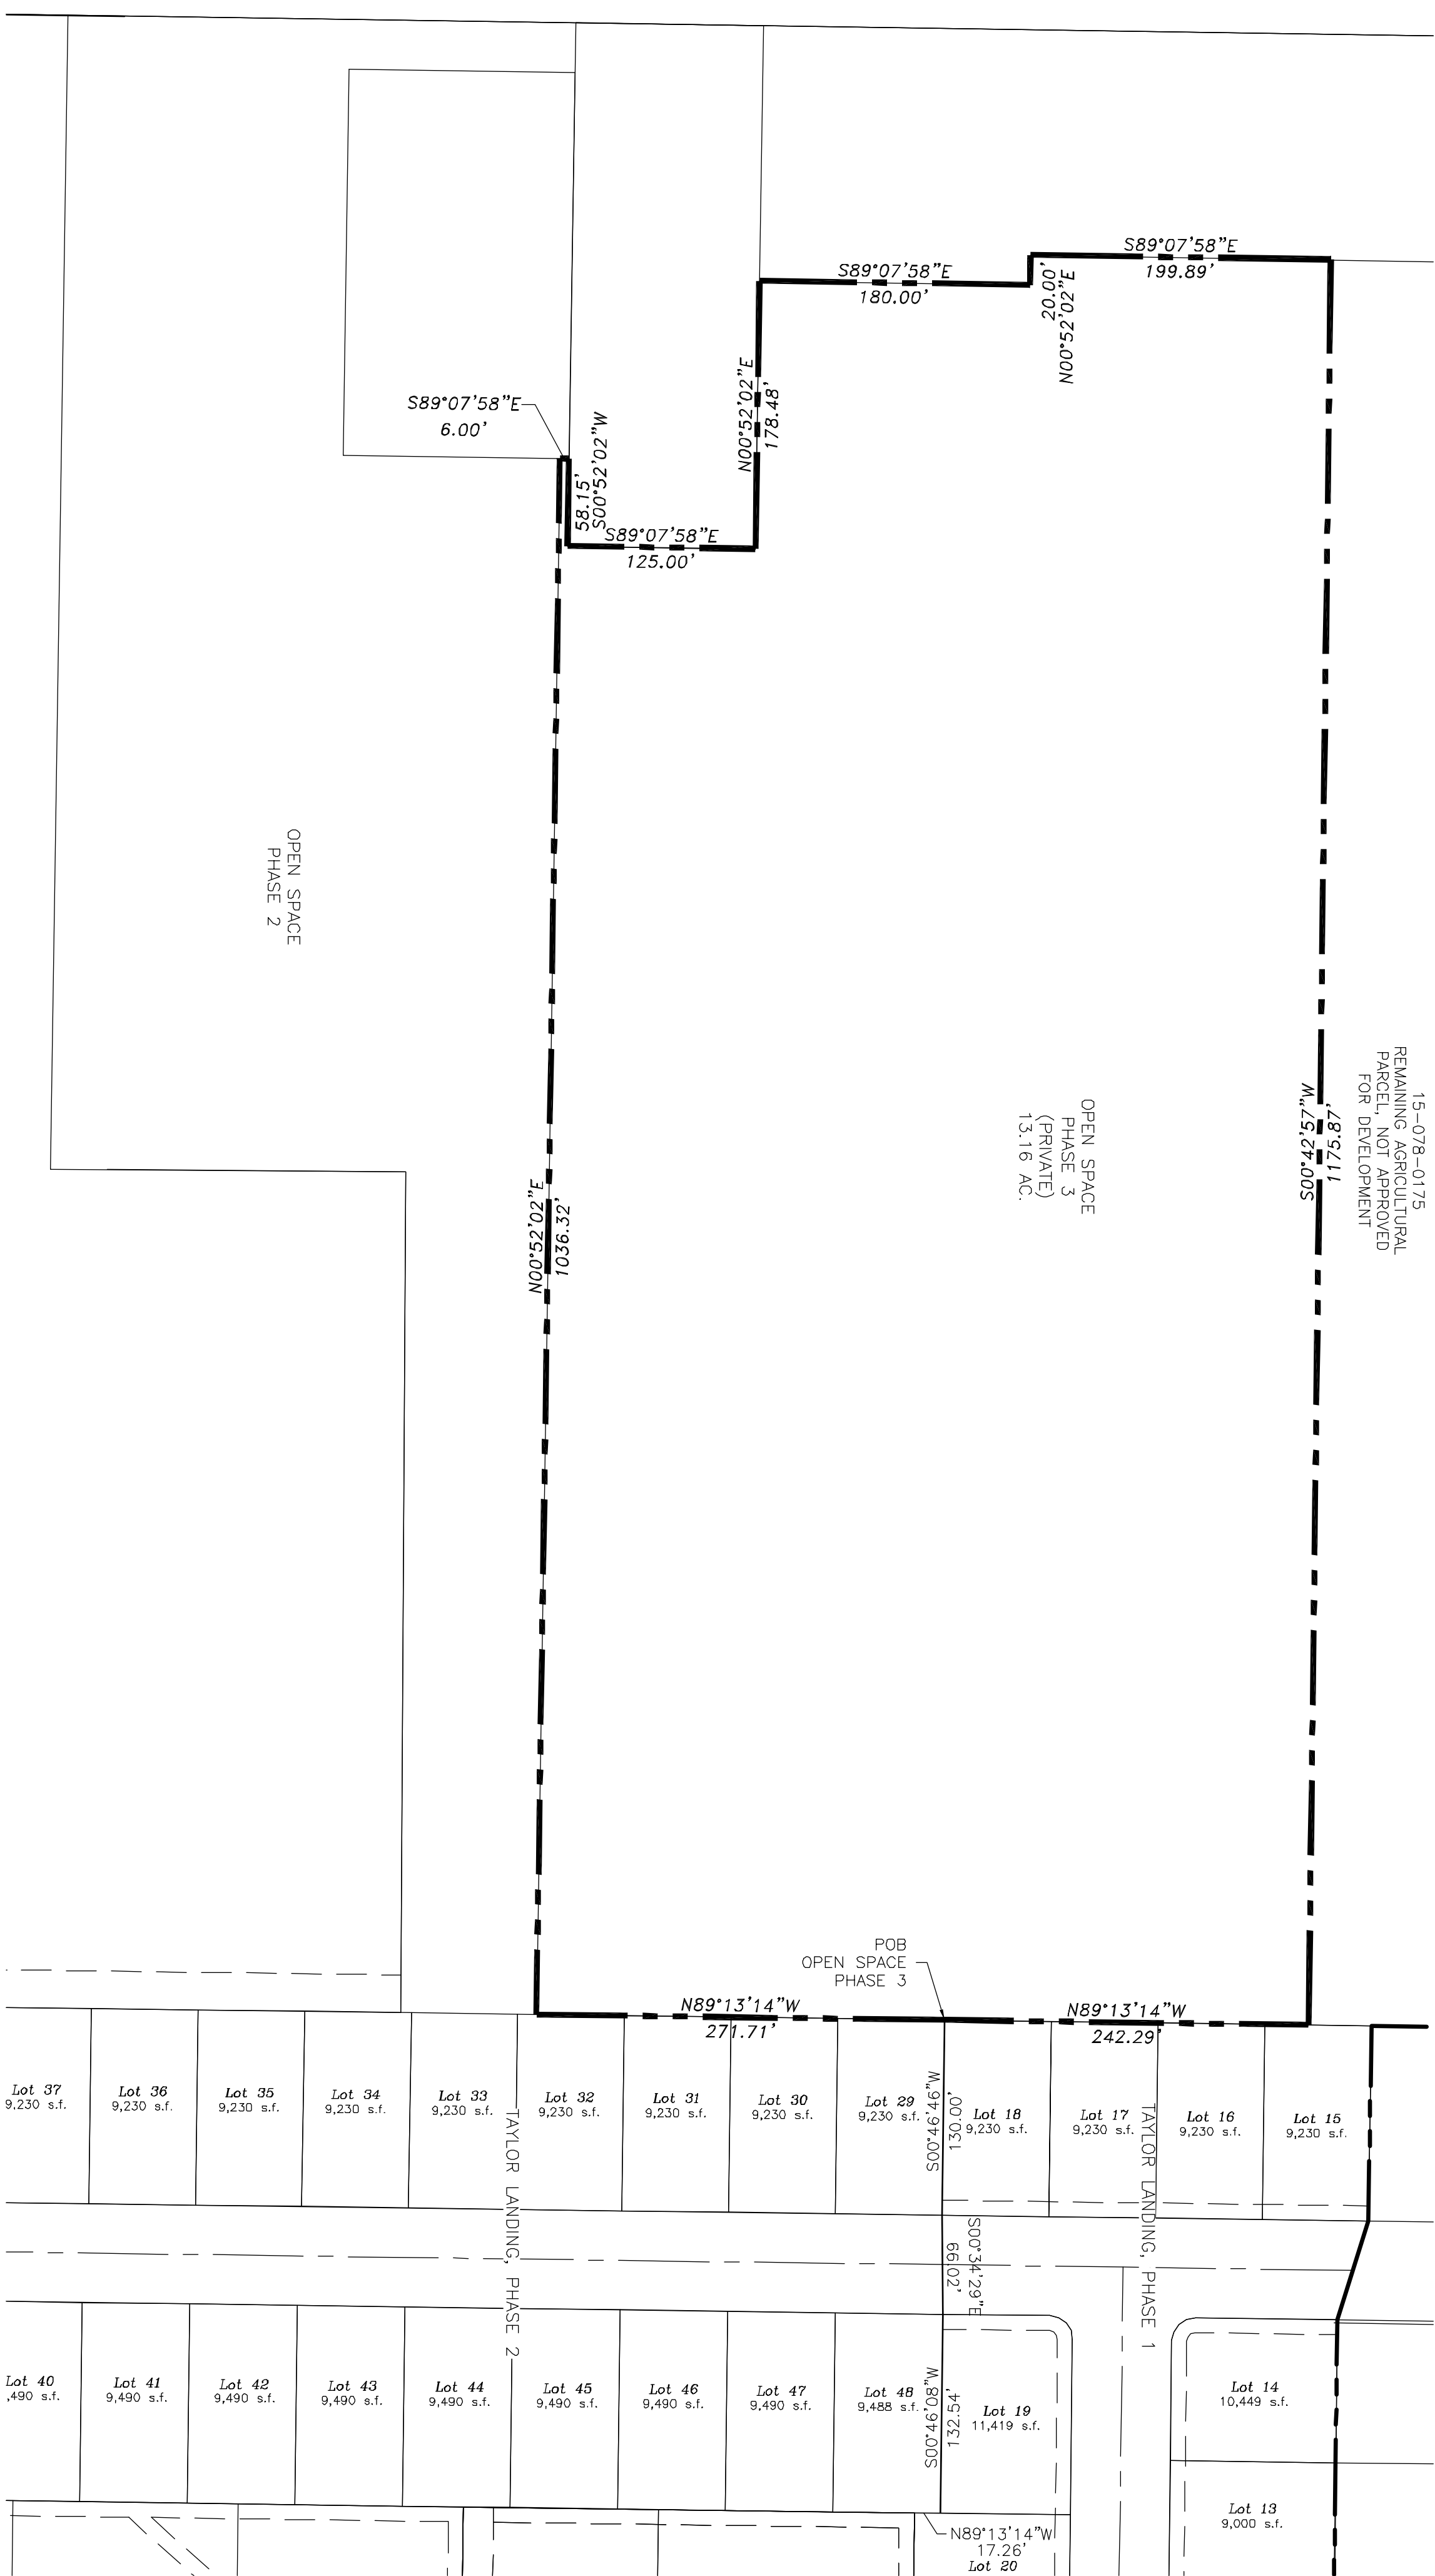 S89°07'58"E
199.89'
S89°07'58"E
180.00'
20.00'
N00°52'02"E
N00°52'02"E
178.48'
S89°07'58"E
6.00'
58.15'
S00°52'02"W
S89°07'58"E
125.00'
OPEN SPACE
PHASE 2
15-078-0175
REMAINING AGRICULTURAL
PARCEL, NOT APPROVED
FOR DEVELOPMENT
1175.87'
S00°42'57"W
OPEN SPACE
PHASE 3
(PRIVATE)
13.16 AC.
N00°52'02"E
1036.32'
POB
OPEN SPACE
PHASE 3
N89°13'14"W
271.71'
N89°13'14"W
242.29'
Lot 37
9,230 s.f.
Lot 36
9,230 s.f.
Lot 35
9,230 s.f.
Lot 34
9,230 s.f.
Lot 33
9,230 s.f.
Lot 32
9,230 s.f.
Lot 31
9,230 s.f.
Lot 30
9,230 s.f.
Lot 29
9,230 s.f.
S00°46'46"W
130.00'
Lot 18
9,230 s.f.
Lot 17
9,230 s.f.
Lot 16
9,230 s.f.
Lot 15
9,230 s.f.
TAYLOR LANDING, PHASE 2
TAYLOR LANDING, PHASE 1
S00°34'29"E
66.02'
Lot 40
,490 s.f.
Lot 41
9,490 s.f.
Lot 42
9,490 s.f.
Lot 43
9,490 s.f.
Lot 44
9,490 s.f.
Lot 45
9,490 s.f.
Lot 46
9,490 s.f.
Lot 47
9,490 s.f.
Lot 48
9,488 s.f.
S00°46'08"W
132.54'
Lot 19
11,419 s.f.
Lot 14
10,449 s.f.
Lot 13
9,000 s.f.
N89°13'14"W
17.26'
Lot 20